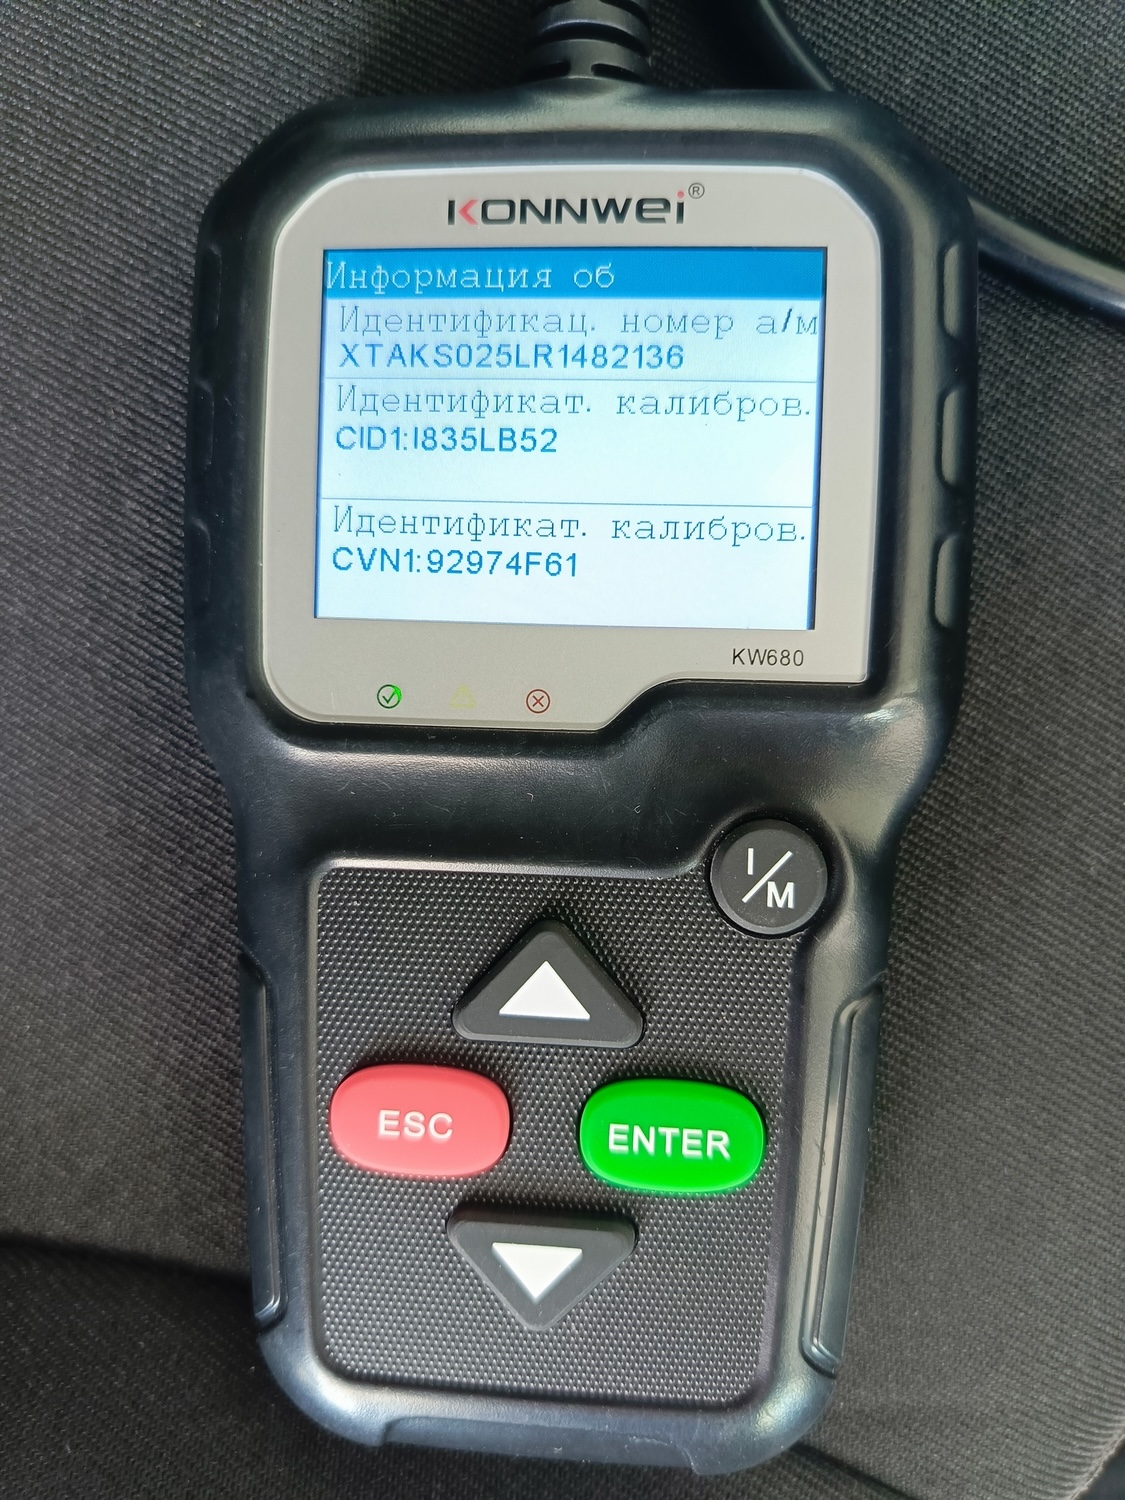 KONNWEI®
Информация об
Идентификац. номер а/м
XTAKS025LR1482136
Идентификат. калибров.
CID1:I835LB52
Идентификат. калибров.
CVN1:92974F61
KW680
I/M
ESC
ENTER